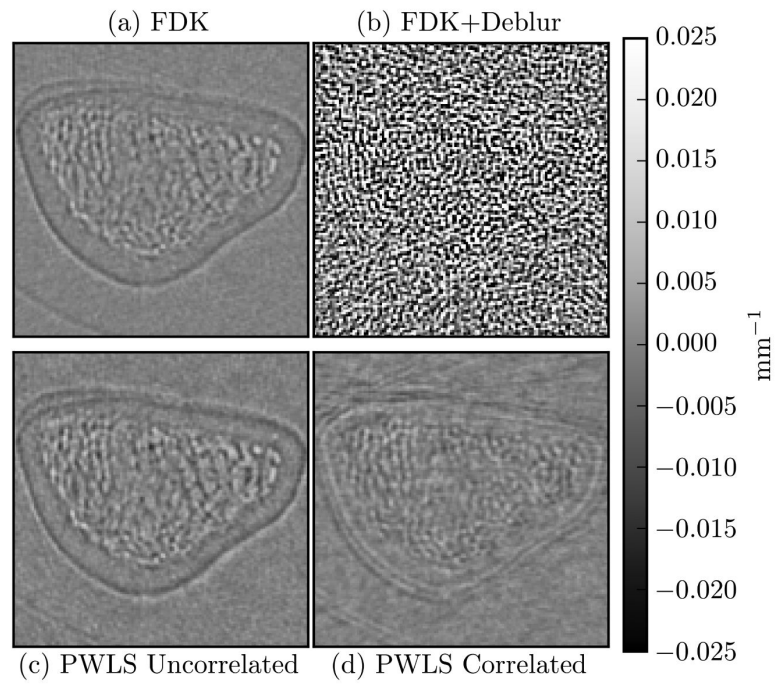 (a) FDK
(b) FDK+Deblur
0.025
0.020
0.015
0.010
0.005
0.000
−0.005
−0.010
−0.015
−0.020
−0.025
mm⁻¹
(c) PWLS Uncorrelated
(d) PWLS Correlated